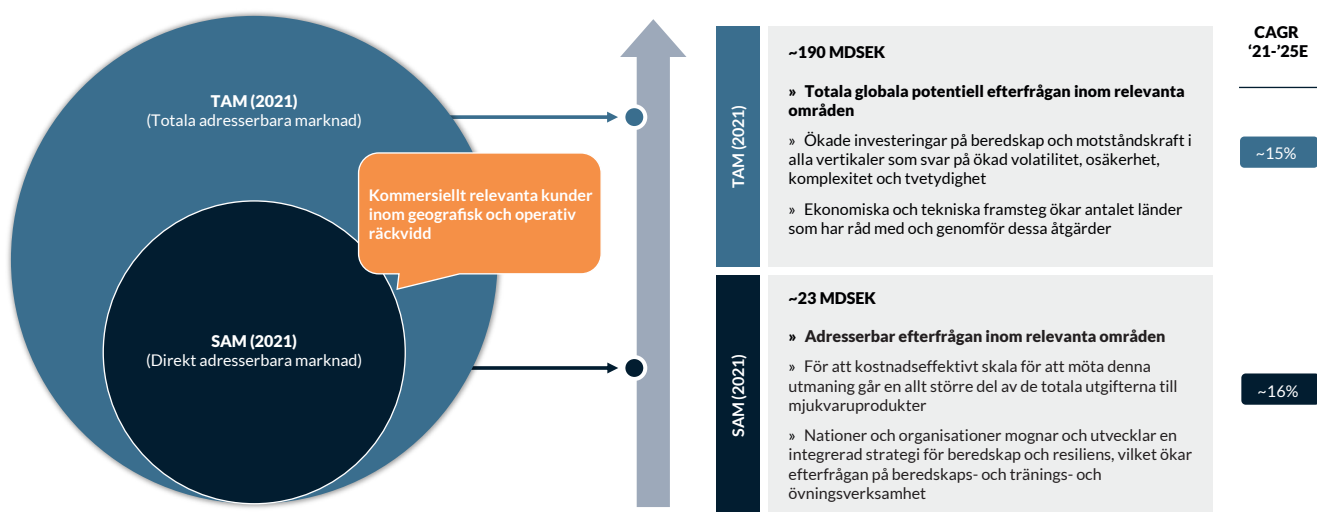 TAM (2021)
(Totala adresserbara marknad)
Kommersiellt relevanta kunder
inom geografisk och operativ
räckvidd
SAM (2021)
(Direkt adresserbara marknad)
TAM (2021)
~190 MDSEK
» Totala globala potentiell efterfrågan inom relevanta
områden
» Ökade investeringar på beredskap och motståndskraft i
alla vertikaler som svar på ökad volatilitet, osäkerhet,
komplexitet och tvetydighet
» Ekonomiska och tekniska framsteg ökar antalet länder
som har råd med och genomför dessa åtgärder
CAGR
‘21-’25E
~15%
SAM (2021)
~23 MDSEK
» Adresserbar efterfrågan inom relevanta områden
» För att kostnadseffektivt skala för att möta denna
utmaning går en allt större del av de totala utgifterna till
mjukvaruprodukter
» Nationer och organisationer mognar och utvecklar en
integrerad strategi för beredskap och resiliens, vilket ökar
efterfrågan på beredskaps- och tränings- och
övningsverksamhet
~16%